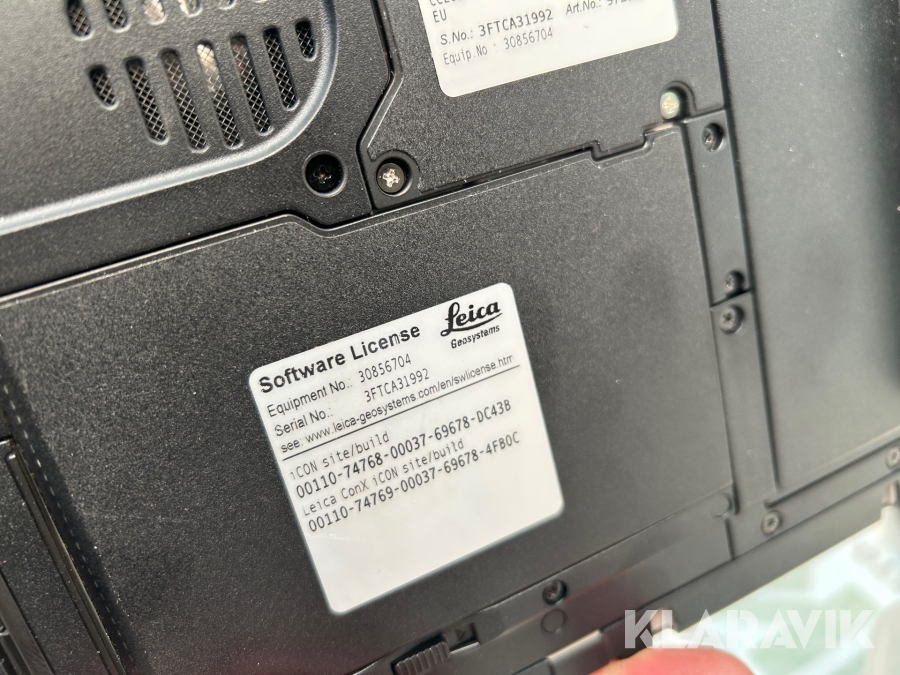 EU
S.No.: 3FTCA31992 Art.No.:
Equip.No : 30856704
Software License
Leica
Geosystems
Equipment No.: 30856704
Serial No.: 3FTCA31992
see: www.leica-geosystems.com/en/swlicense.htm
iCON site/build
00110-74768-00037-69678-DC43B
Leica ConX iCON site/build
00110-74769-00037-69678-4FB0C
KLARAVIK